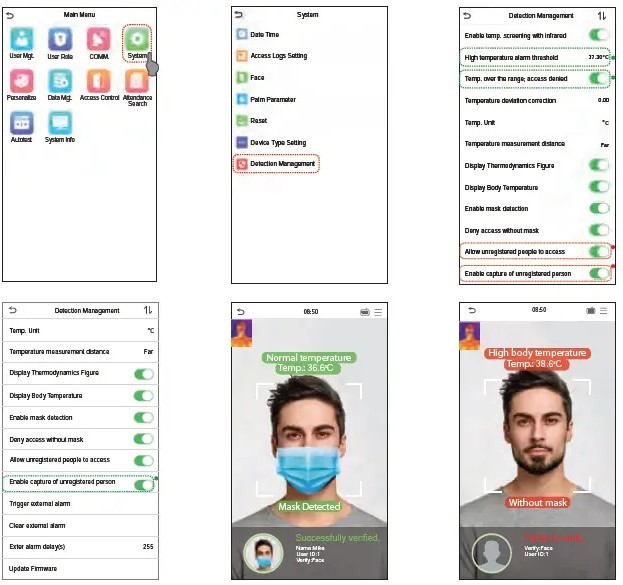 Main Menu
User Mgt.
User Role
COMM.
System
Personalize
Data Mgt.
Access Control
Attendance
Search
Autotest
System Info
System
Date Time
Access Logs Setting
Face
Palm Parameter
Reset
Device Type Setting
Detection Management
Detection Management
Enable temp. screening with infrared
High temperature alarm threshold 37.30°C
Temp. over the range; access denied
Temperature deviation correction 0.00
Temp. Unit °C
Temperature measurement distance Far
Display Thermodynamics Figure
Display Body Temperature
Enable mask detection
Deny access without mask
Allow unregistered people to access
Enable capture of unregistered person
Detection Management
Temp. Unit °C
Temperature measurement distance Far
Display Thermodynamics Figure
Display Body Temperature
Enable mask detection
Deny access without mask
Allow unregistered people to access
Enable capture of unregistered person
Trigger external alarm
Clear external alarm
Exter alarm delay(s) 255
Update Firmware
08:50
Normal temperature
Temp.: 36.6°C
Mask Detected
Successfully verified.
Name:Mike
User ID:1
Verify:Face
08:50
High body temperature
Temp.: 38.6°C
Without mask
Failed to verify.
Verify:Face
User ID:1